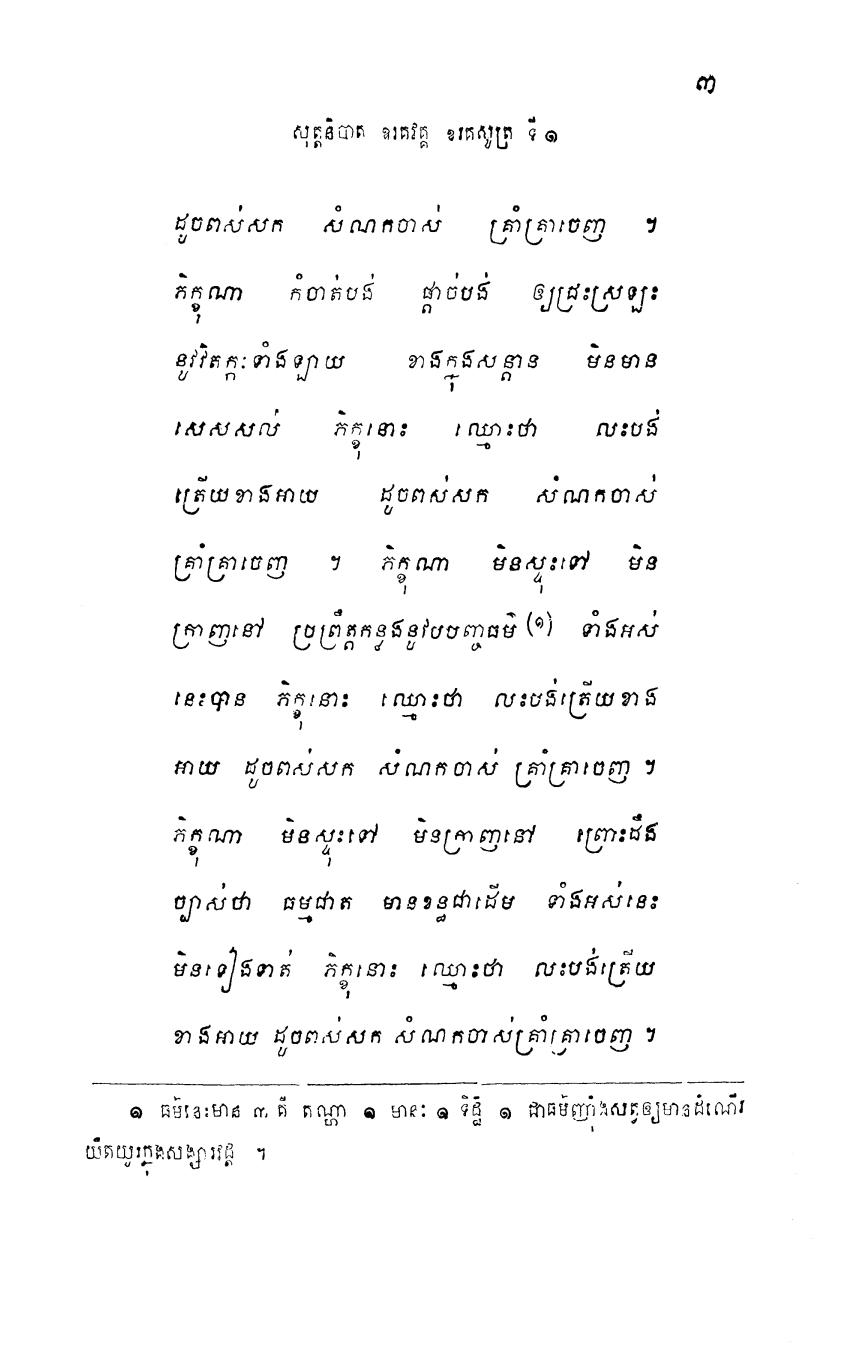 ៣
សុត្តនិបាត ឧរគវគ្គ ឧរគសូត្រ ទី ១
ដូចពស់សក សំណកចាស់ គ្រាំគ្រាចេញ ។
ភិក្ខុណា កំចាត់បង់ ផ្តាច់បង់ ឲ្យជ្រះស្រឡះ
នូវវិតក្កៈទាំងឡាយ ខាងក្នុងសន្តាន មិនមាន
សេសសល់ ភិក្ខុនោះ ឈ្មោះថា លះបង់
ត្រើយខាងអាយ ដូចពស់សក សំណកចាស់
គ្រាំគ្រាចេញ ។ ភិក្ខុណា មិនស្ទុះទៅ មិន
ក្រាញនៅ ប្រព្រឹត្តកន្លងនូវបបញ្ចធម៌ (១) ទាំងអស់
នេះបាន ភិក្ខុនោះ ឈ្មោះថា លះបង់ត្រើយខាង
អាយ ដូចពស់សក សំណកចាស់ គ្រាំគ្រាចេញ ។
ភិក្ខុណា មិនស្ទុះទៅ មិនក្រាញនៅ ព្រោះដឹង
ច្បាស់ថា ធម្មជាត មានខន្ធជាដើម ទាំងអស់នេះ
មិនទៀងទាត់ ភិក្ខុនោះ ឈ្មោះថា លះបង់ត្រើយ
ខាងអាយ ដូចពស់សក សំណកចាស់គ្រាំគ្រាចេញ ។
១ ធម៌នេះមាន ៣ គឺ តណ្ហា ១ មានះ ១ ទិដ្ឋិ ១ ជាធម៌ញ៉ាំងសត្វឲ្យមានដំណើរ
យឺតយូរក្នុងសង្សារវដ្ត ។